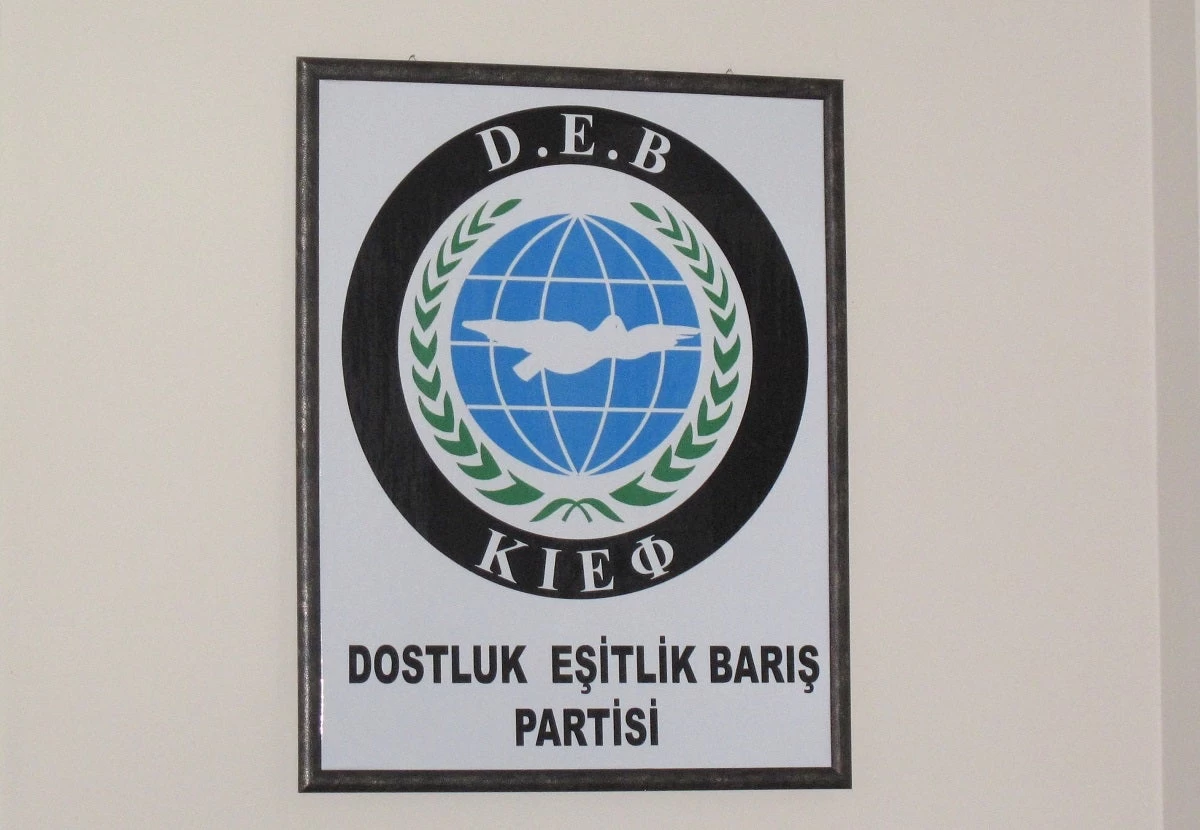 D.E.B
ΚΙΕΦ
DOSTLUK EŞİTLİK BARIŞ
PARTİSİ